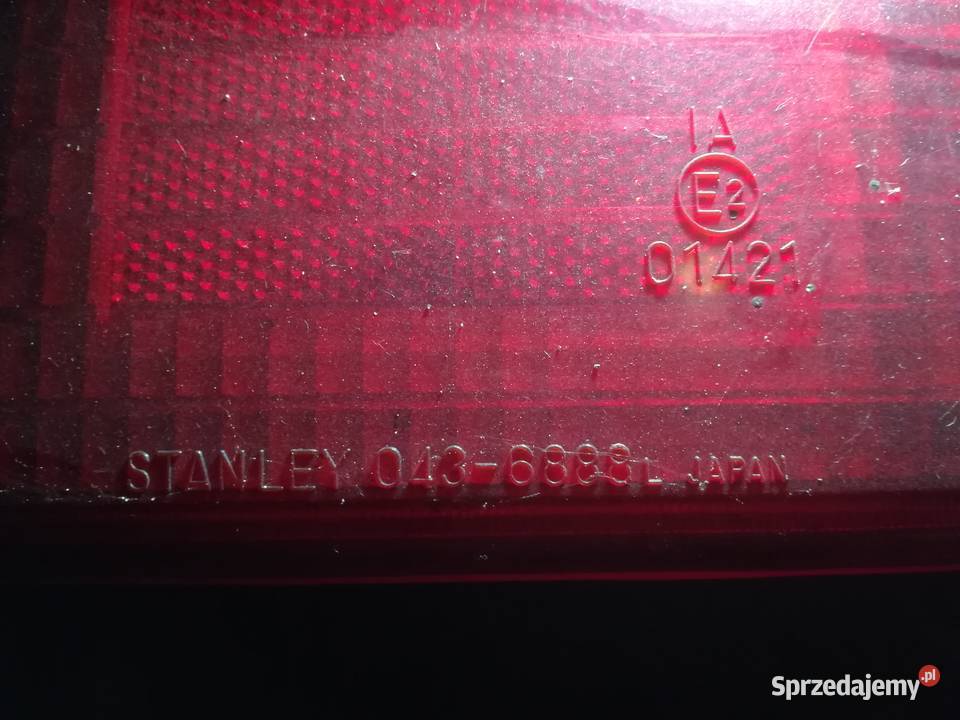 IA
E2
01421
STANLEY 043-6888L JAPAN
Sprzedajemy.pl